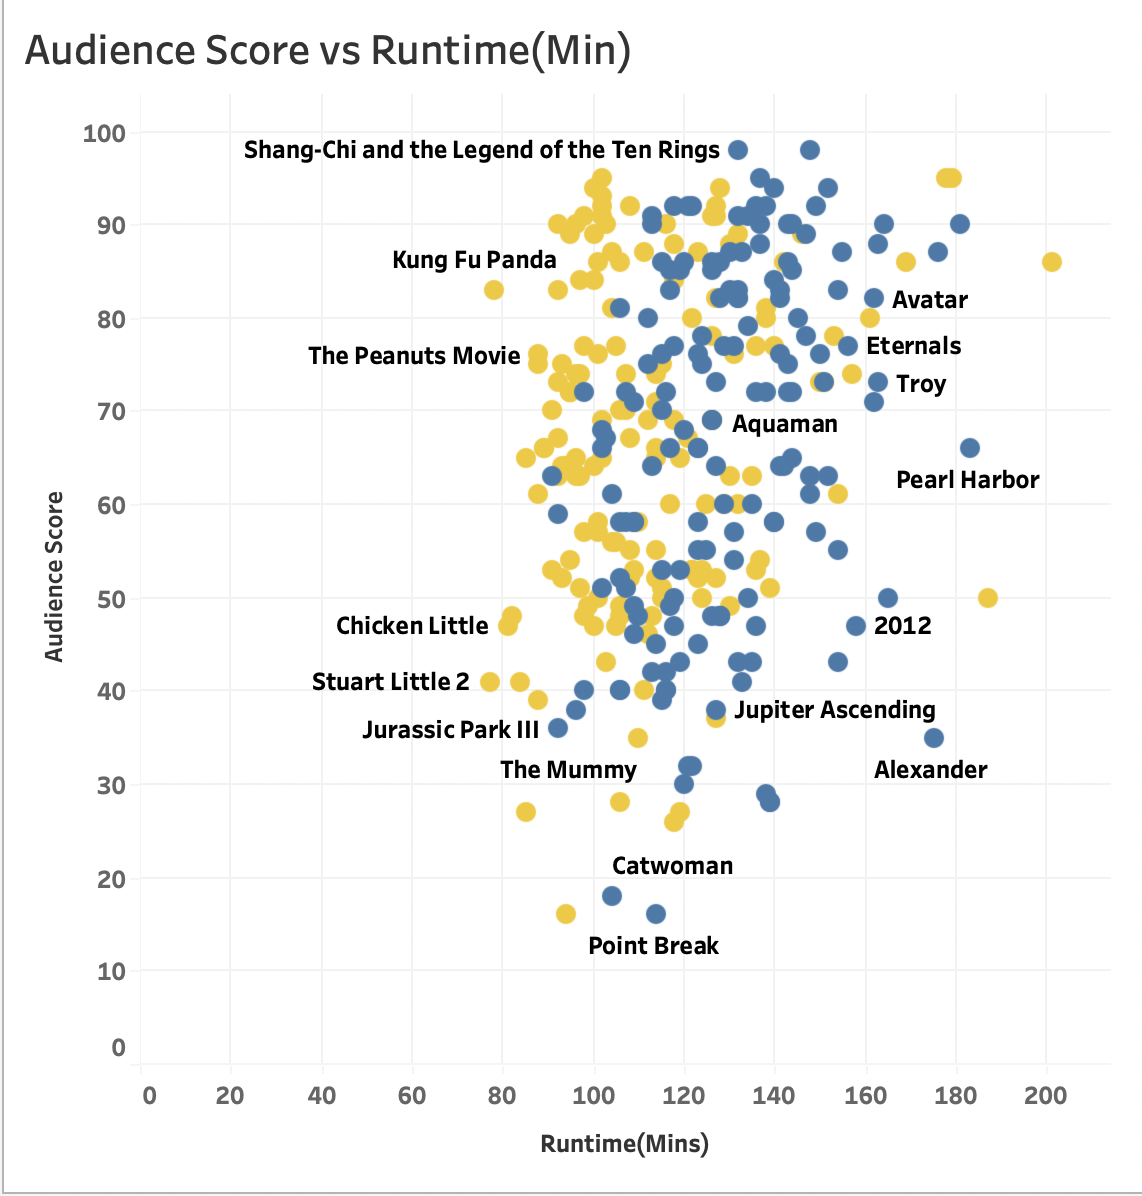 Audience Score vs Runtime(Min)
100
Shang-Chi and the Legend of the Ten Rings
90
Kung Fu Panda
80
Avatar
Eternals
The Peanuts Movie
Troy
70
Aquaman
Pearl Harbor
60
Audience Score
50
Chicken Little
2012
Stuart Little 2
40
Jupiter Ascending
Jurassic Park III
The Mummy
Alexander
30
Catwoman
20
Point Break
10
0
0 20 40 60 80 100 120 140 160 180 200
Runtime(Mins)